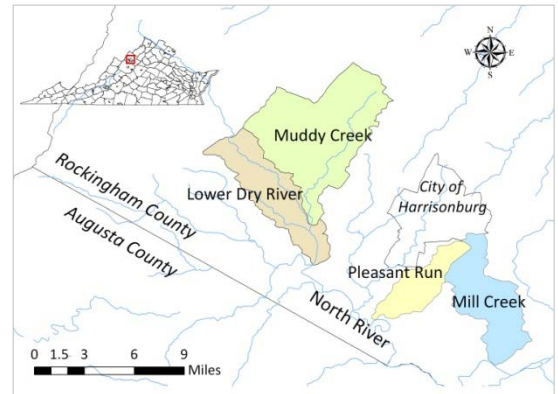 N
W E
S
Muddy Creek
Lower Dry River
Rockingham County
Augusta County
City of
Harrisonburg
Pleasant Run
Mill Creek
North River
0 1.5 3 6 9
Miles